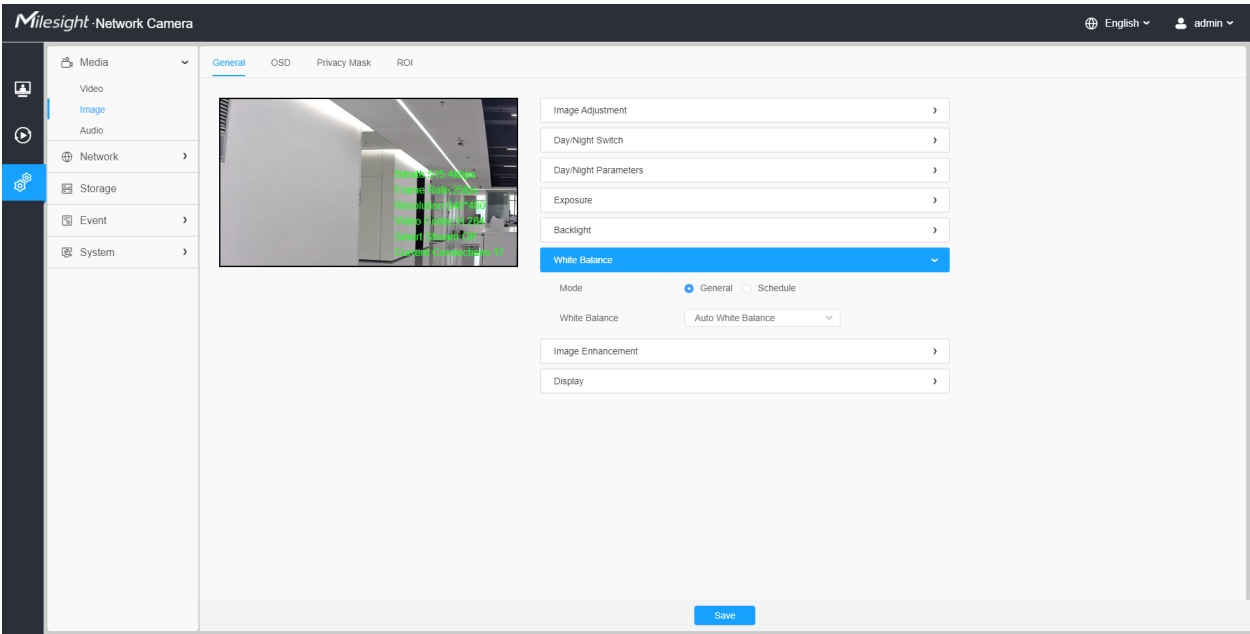 Milesight · Network Camera
English
admin
Media
Video
Image
Audio
Network
Storage
Event
System
General OSD Privacy Mask ROI
Image Adjustment
Day/Night Switch
Day/Night Parameters
Exposure
Backlight
White Balance
Mode General Schedule
White Balance Auto White Balance
Image Enhancement
Display
Save